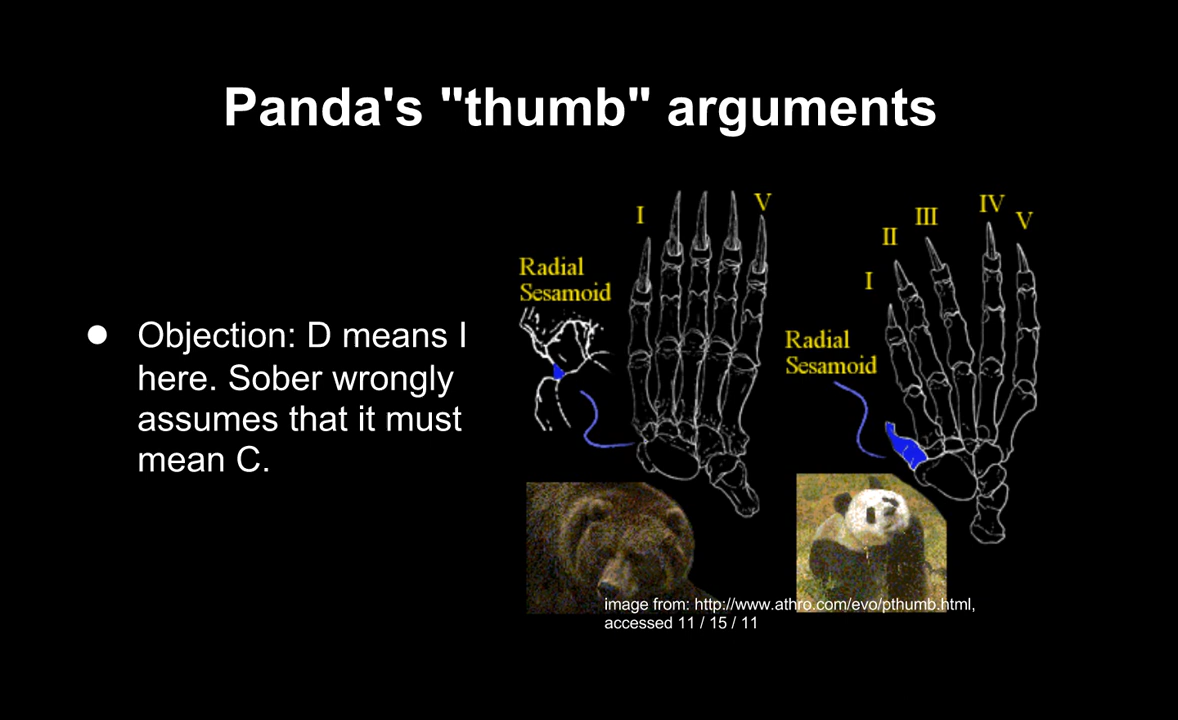 Panda's "thumb" arguments
● Objection: D means I
here. Sober wrongly
assumes that it must
mean C.
Radial
Sesamoid
I
V
Radial
Sesamoid
I
II
III
IV
V
image from: http://www.athro.com/evo/pthumb.html,
accessed 11 / 15 / 11